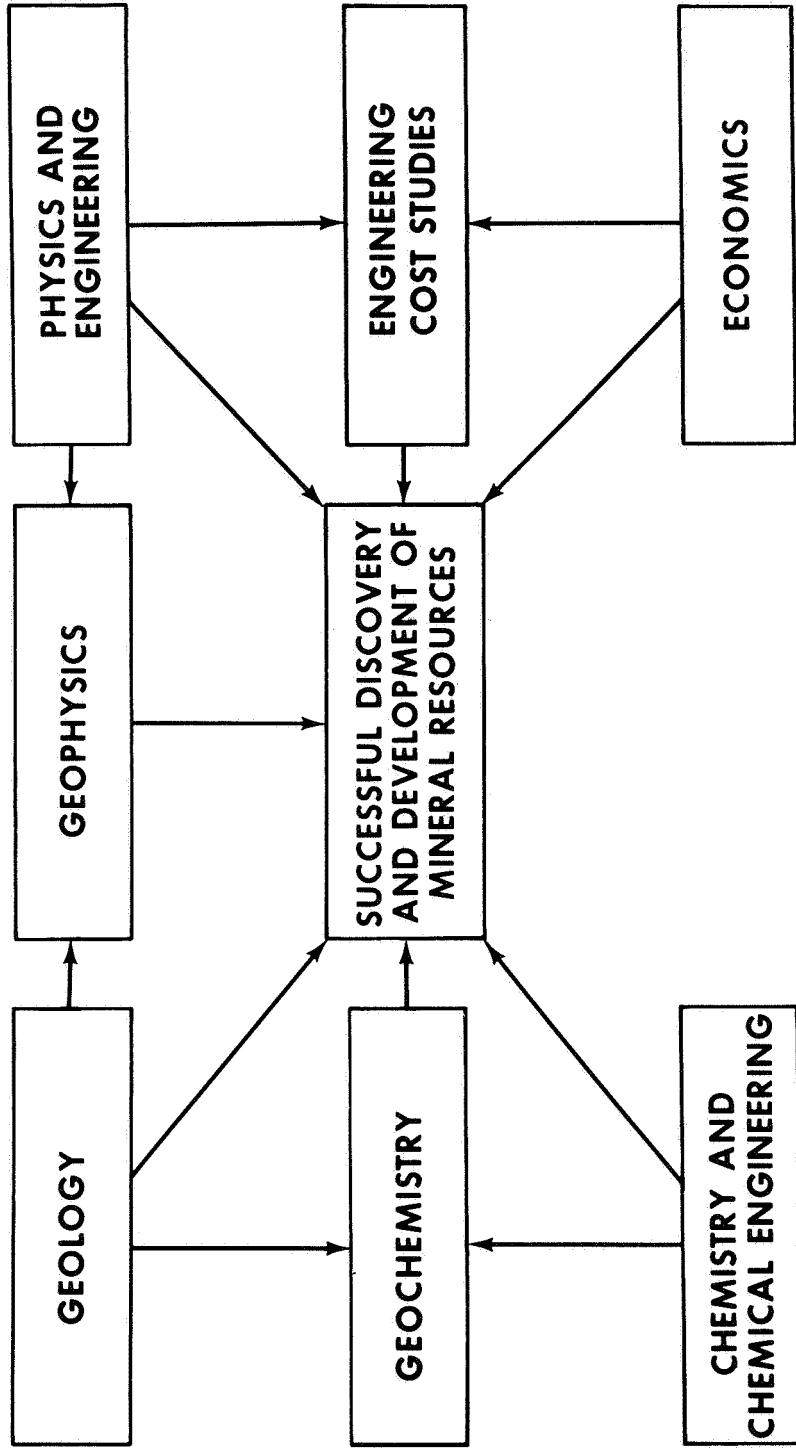 GEOLOGY
GEOPHYSICS
PHYSICS AND
ENGINEERING
GEOCHEMISTRY
SUCCESSFUL DISCOVERY
AND DEVELOPMENT OF
MINERAL RESOURCES
ENGINEERING
COST STUDIES
CHEMISTRY AND
CHEMICAL ENGINEERING
ECONOMICS